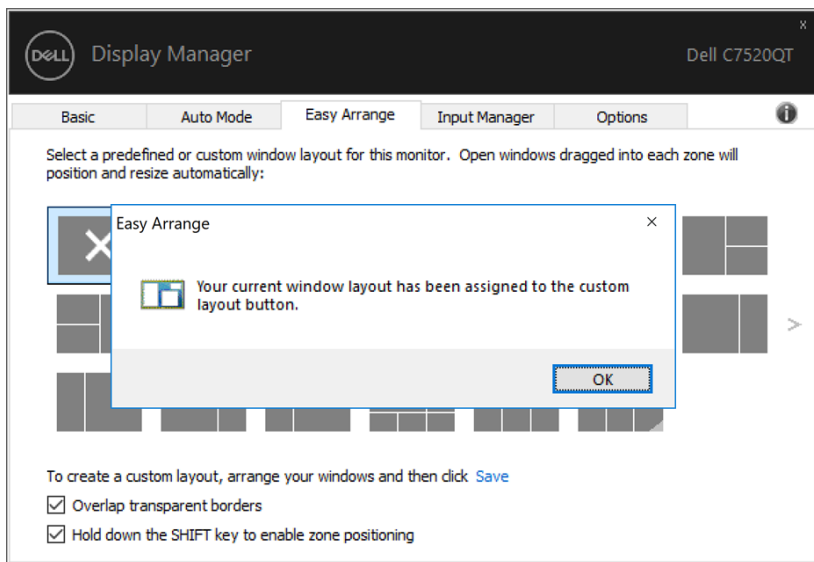 x
DELL
Display Manager
Dell C7520QT
Basic
Auto Mode
Easy Arrange
Input Manager
Options
i
Select a predefined or custom window layout for this monitor.  Open windows dragged into each zone will
position and resize automatically:
Easy Arrange
Your current window layout has been assigned to the custom
layout button.
OK
To create a custom layout, arrange your windows and then click Save
Overlap transparent borders
Hold down the SHIFT key to enable zone positioning